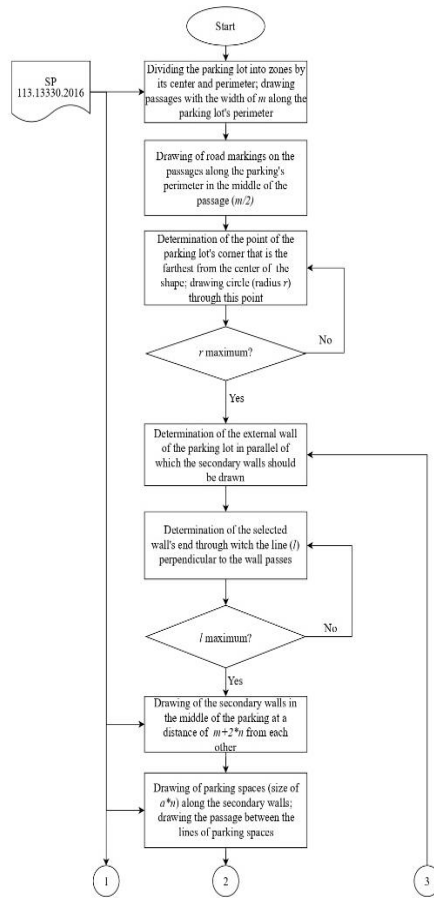 Start
SP
113.13330.2016
Dividing the parking lot into zones by
its center and perimeter; drawing
passages with the width of m along the
parking lot's perimeter
Drawing of road markings on the
passages along the parking's
perimeter in the middle of the
passage (m/2)
Determination of the point of the
parking lot's corner that is the
farthest from the center of the
shape; drawing circle (radius r)
through this point
No
r maximum?
Yes
Determination of the external wall
of the parking lot in parallel of
which the secondary walls should
be drawn
Determination of the selected
wall's end through witch the line (l)
perpendicular to the wall passes
No
l maximum?
Yes
Drawing of the secondary walls in
the middle of the parking at a
distance of m+2*n from each
other
Drawing of parking spaces (size of
a*n) along the secondary walls;
drawing the passage between the
lines of parking spaces
1
2
3